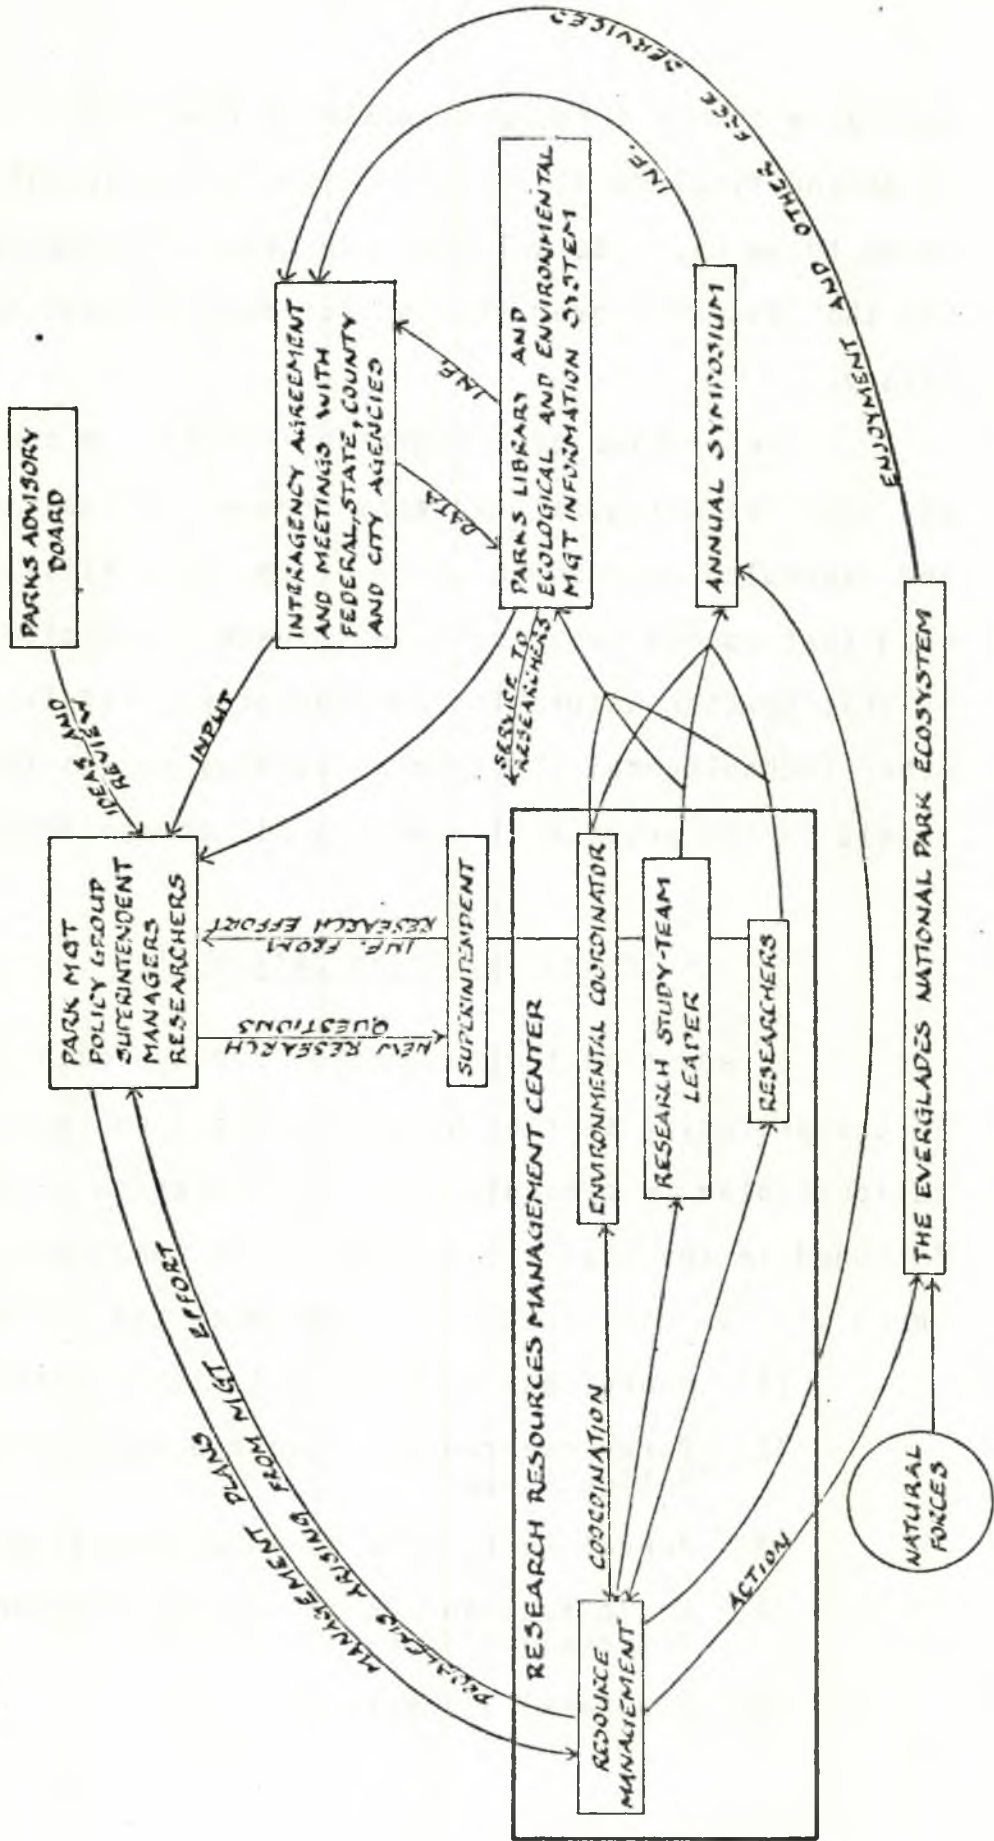 PARKS ADVISORY
BOARD
IDEAS AND
REVIEW
PARK MGT
POLICY GROUP
SUPERINTENDENT
MANAGERS
RESEARCHERS
INPUT
INTRAGENCY AGREEMENT
AND MEETINGS WITH
FEDERAL, STATE, COUNTY
AND CITY AGENCIES
MANAGEMENT PLANS
PROBLEMS ARISING FROM MGT EFFORT
NEW RESEARCH
QUESTIONS
INF FROM
RESEARCH EFFORT
DATA
INF.
INF.
SUPERINTENDENT
SERVICE TO
RESEARCHERS
PARKS LIBRARY AND
ECOLOGICAL AND ENVIRONMENTAL
MGT INFORMATION SYSTEM
RESEARCH RESOURCES MANAGEMENT CENTER
RESOURCE
MANAGEMENT
COORDINATION
ENVIRONMENTAL COORDINATOR
RESEARCH STUDY-TEAM
LEADER
RESEARCHERS
ANNUAL SYMPOSIUM
ENJOYMENT AND OTHER FREE SERVICES
ACTION
NATURAL
FORCES
THE EVERGLADES NATIONAL PARK ECOSYSTEM